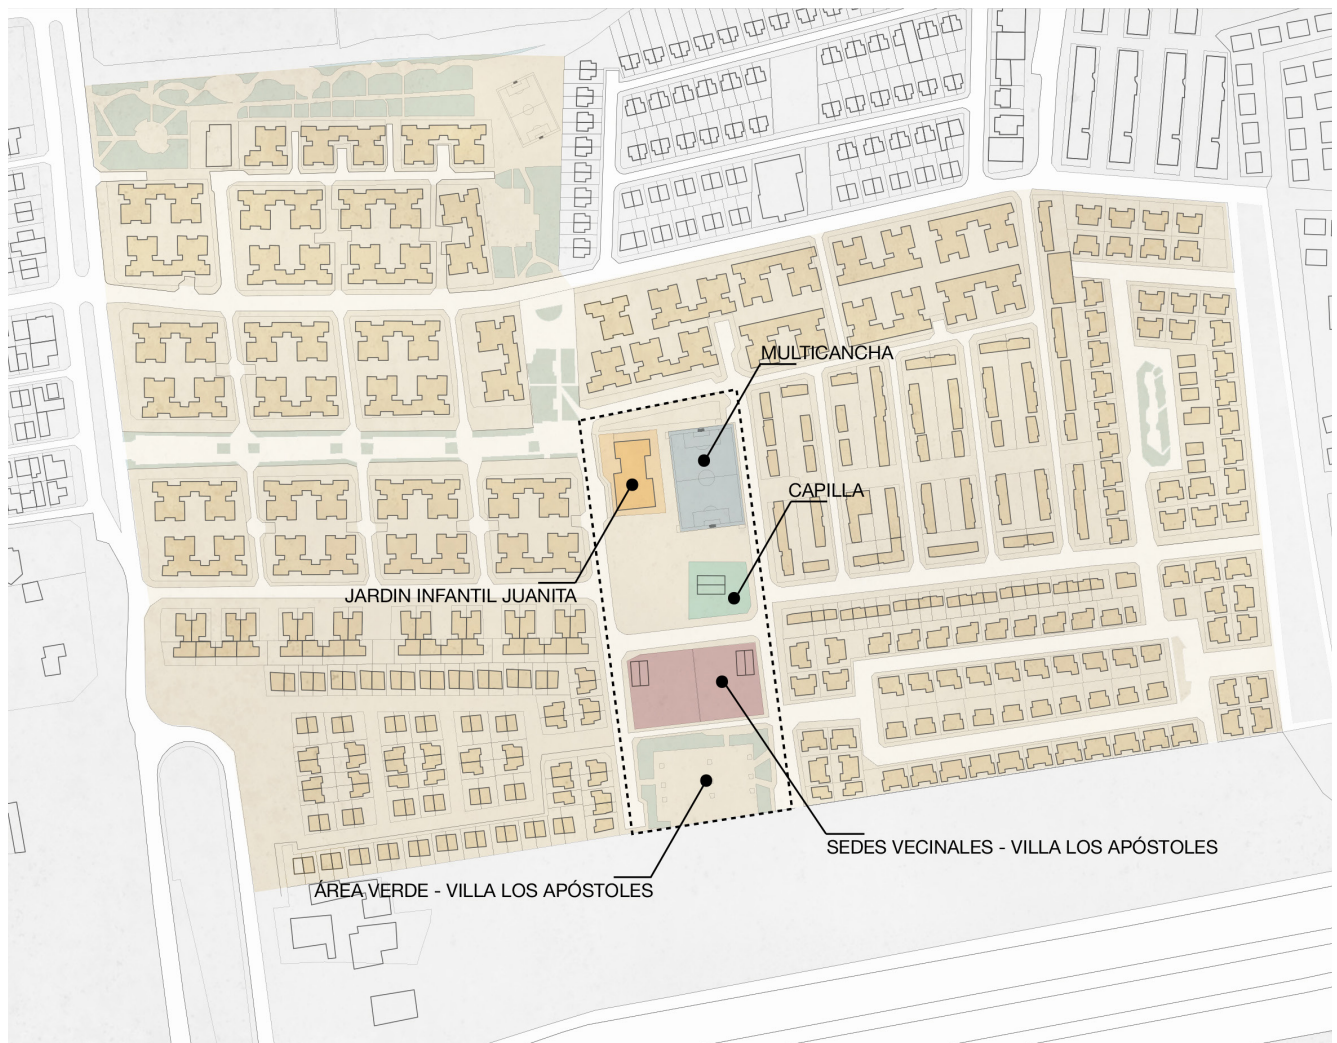 MULTICANCHA
CAPILLA
JARDIN INFANTIL JUANITA
SEDES VECINALES - VILLA LOS APÓSTOLES
ÁREA VERDE - VILLA LOS APÓSTOLES